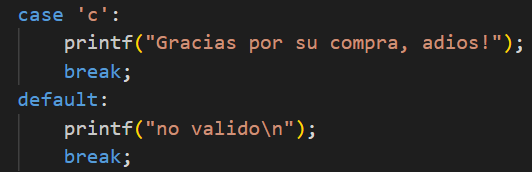 case 'c':
printf("Gracias por su compra, adios!");
break;
default:
printf("no valido\n");
break;